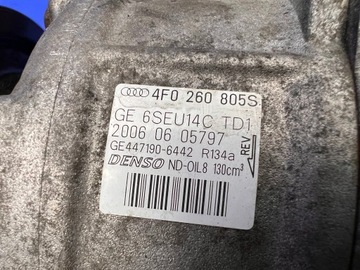 4F0 260 805S
GE 6SEU14C TD1
2006 06 05797
GE447190-6442 R134a
DENSO ND-OIL8 130cm³
REV